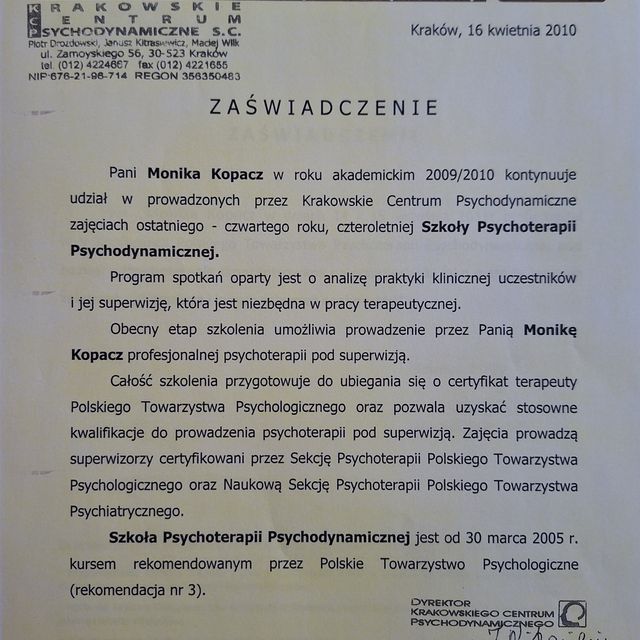 KRAKOWSKIE
CENTRUM
PSYCHODYNAMICZNE S.C.
Piotr Drozdowski, Janusz Kitrasiewicz, Maciej Wilk
ul. Zamoyskiego 56, 30-523 Kraków
tel. (012) 4224667 fax (012) 4221655
NIP 676-21-96-714 REGON 356350483
Kraków, 16 kwietnia 2010
ZAŚWIADCZENIE
Pani Monika Kopacz w roku akademickim 2009/2010 kontynuuje
udział w prowadzonych przez Krakowskie Centrum Psychodynamiczne
zajęciach ostatniego - czwartego roku, czteroletniej Szkoły Psychoterapii
Psychodynamicznej.
Program spotkań oparty jest o analizę praktyki klinicznej uczestników
i jej superwizję, która jest niezbędna w pracy terapeutycznej.
Obecny etap szkolenia umożliwia prowadzenie przez Panią Monikę
Kopacz profesjonalnej psychoterapii pod superwizją.
Całość szkolenia przygotowuje do ubiegania się o certyfikat terapeuty
Polskiego Towarzystwa Psychologicznego oraz pozwala uzyskać stosowne
kwalifikacje do prowadzenia psychoterapii pod superwizją. Zajęcia prowadzą
superwizorzy certyfikowani przez Sekcję Psychoterapii Polskiego Towarzystwa
Psychologicznego oraz Naukową Sekcję Psychoterapii Polskiego Towarzystwa
Psychiatrycznego.
Szkoła Psychoterapii Psychodynamicznej jest od 30 marca 2005 r.
kursem rekomendowanym przez Polskie Towarzystwo Psychologiczne
(rekomendacja nr 3).
DYREKTOR
KRAKOWSKIEGO CENTRUM
PSYCHODYNAMICZNEGO